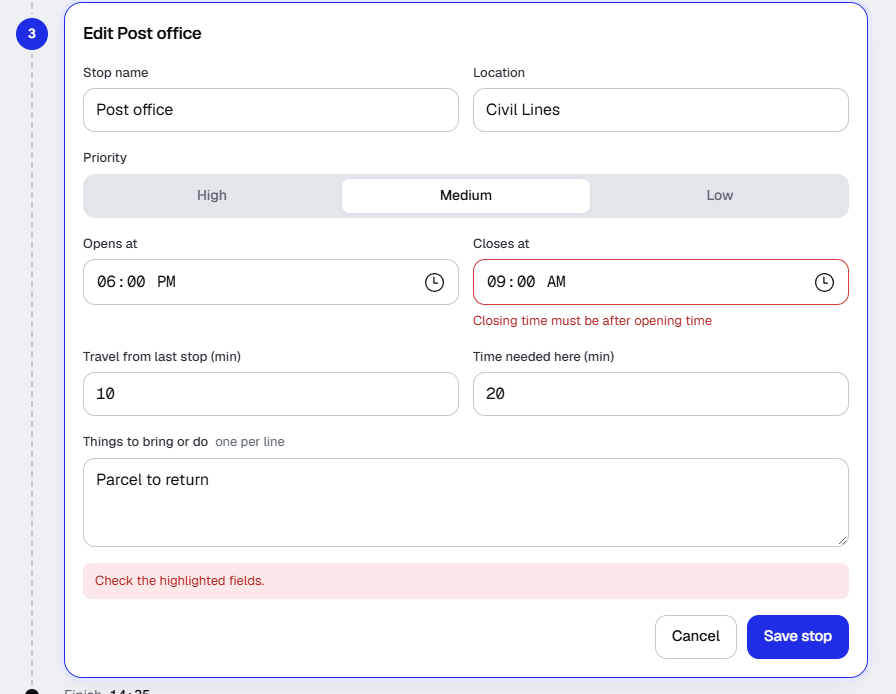 3
Edit Post office
Stop name
Location
Post office
Civil Lines
Priority
High
Medium
Low
Opens at
Closes at
06:00 PM
09:00 AM
Closing time must be after opening time
Travel from last stop (min)
Time needed here (min)
10
20
Things to bring or do one per line
Parcel to return
Check the highlighted fields.
Cancel
Save stop
Finish 14:25